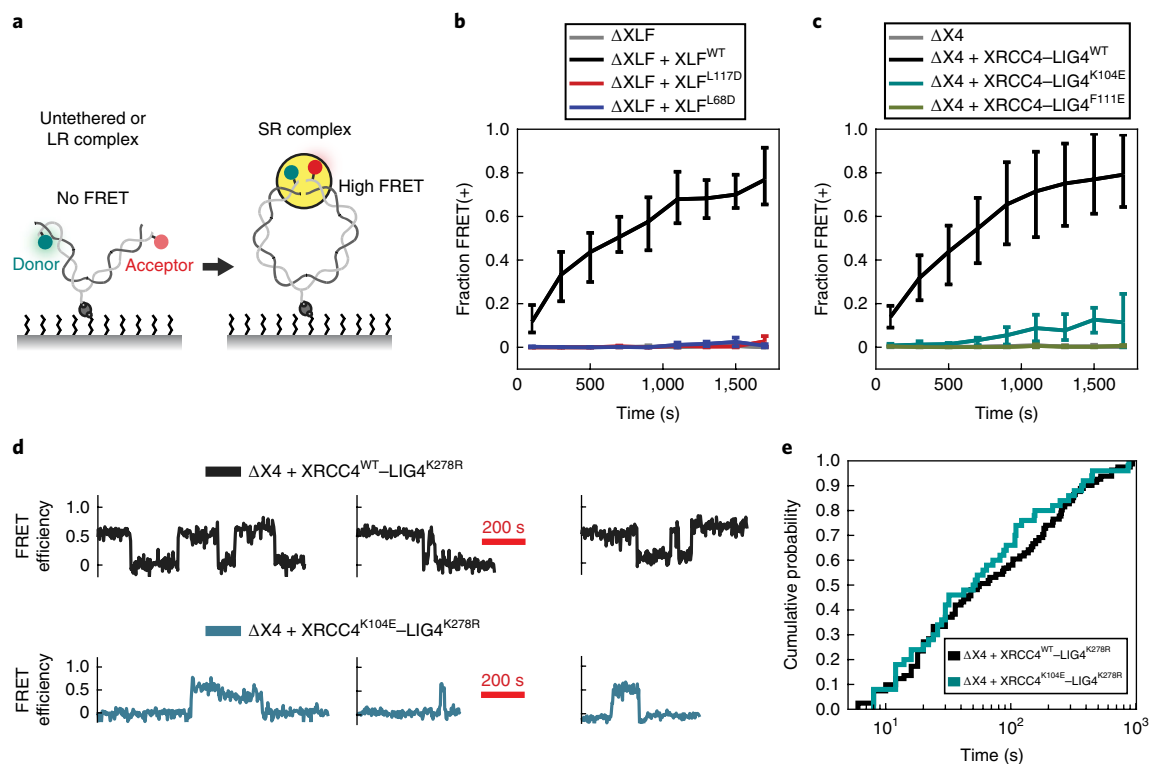 a
Untethered or
LR complex
SR complex
No FRET
High FRET
Donor
Acceptor
b
ΔXLF
ΔXLF + XLF^WT
ΔXLF + XLF^L117D
ΔXLF + XLF^L68D
Fraction FRET(+)
1.0
0.8
0.6
0.4
0.2
0
0
500
1,000
1,500
Time (s)
c
ΔX4
ΔX4 + XRCC4–LIG4^WT
ΔX4 + XRCC4–LIG4^K104E
ΔX4 + XRCC4–LIG4^F111E
Fraction FRET(+)
1.0
0.8
0.6
0.4
0.2
0
0
500
1,000
1,500
Time (s)
d
ΔX4 + XRCC4^WT–LIG4^K278R
FRET
efficiency
1.0
0.5
0
200 s
ΔX4 + XRCC4^K104E–LIG4^K278R
FRET
efficiency
1.0
0.5
0
200 s
e
Cumulative probability
1.0
0.9
0.8
0.7
0.6
0.5
0.4
0.3
0.2
0.1
0.0
ΔX4 + XRCC4^WT–LIG4^K278R
ΔX4 + XRCC4^K104E–LIG4^K278R
10^1
10^2
10^3
Time (s)